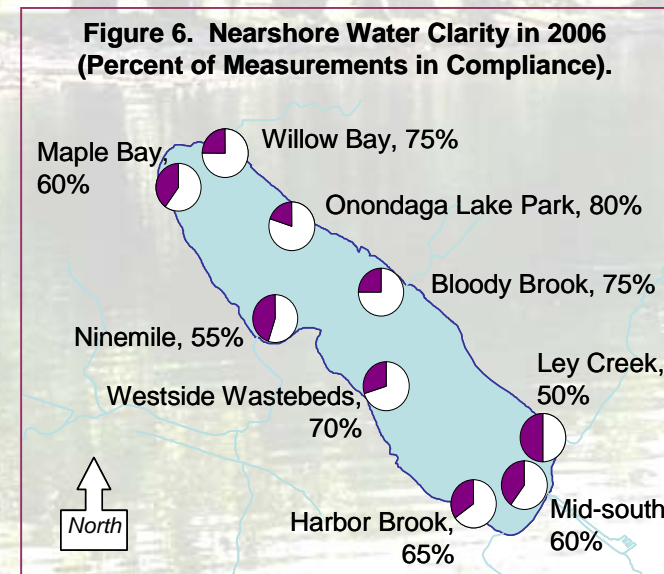 Figure 6. Nearshore Water Clarity in 2006
(Percent of Measurements in Compliance).
Maple Bay,
60%
Willow Bay, 75%
Onondaga Lake Park, 80%
Bloody Brook, 75%
Ninemile, 55%
Westside Wastebeds,
70%
Ley Creek,
50%
Harbor Brook,
65%
Mid-south
60%
North